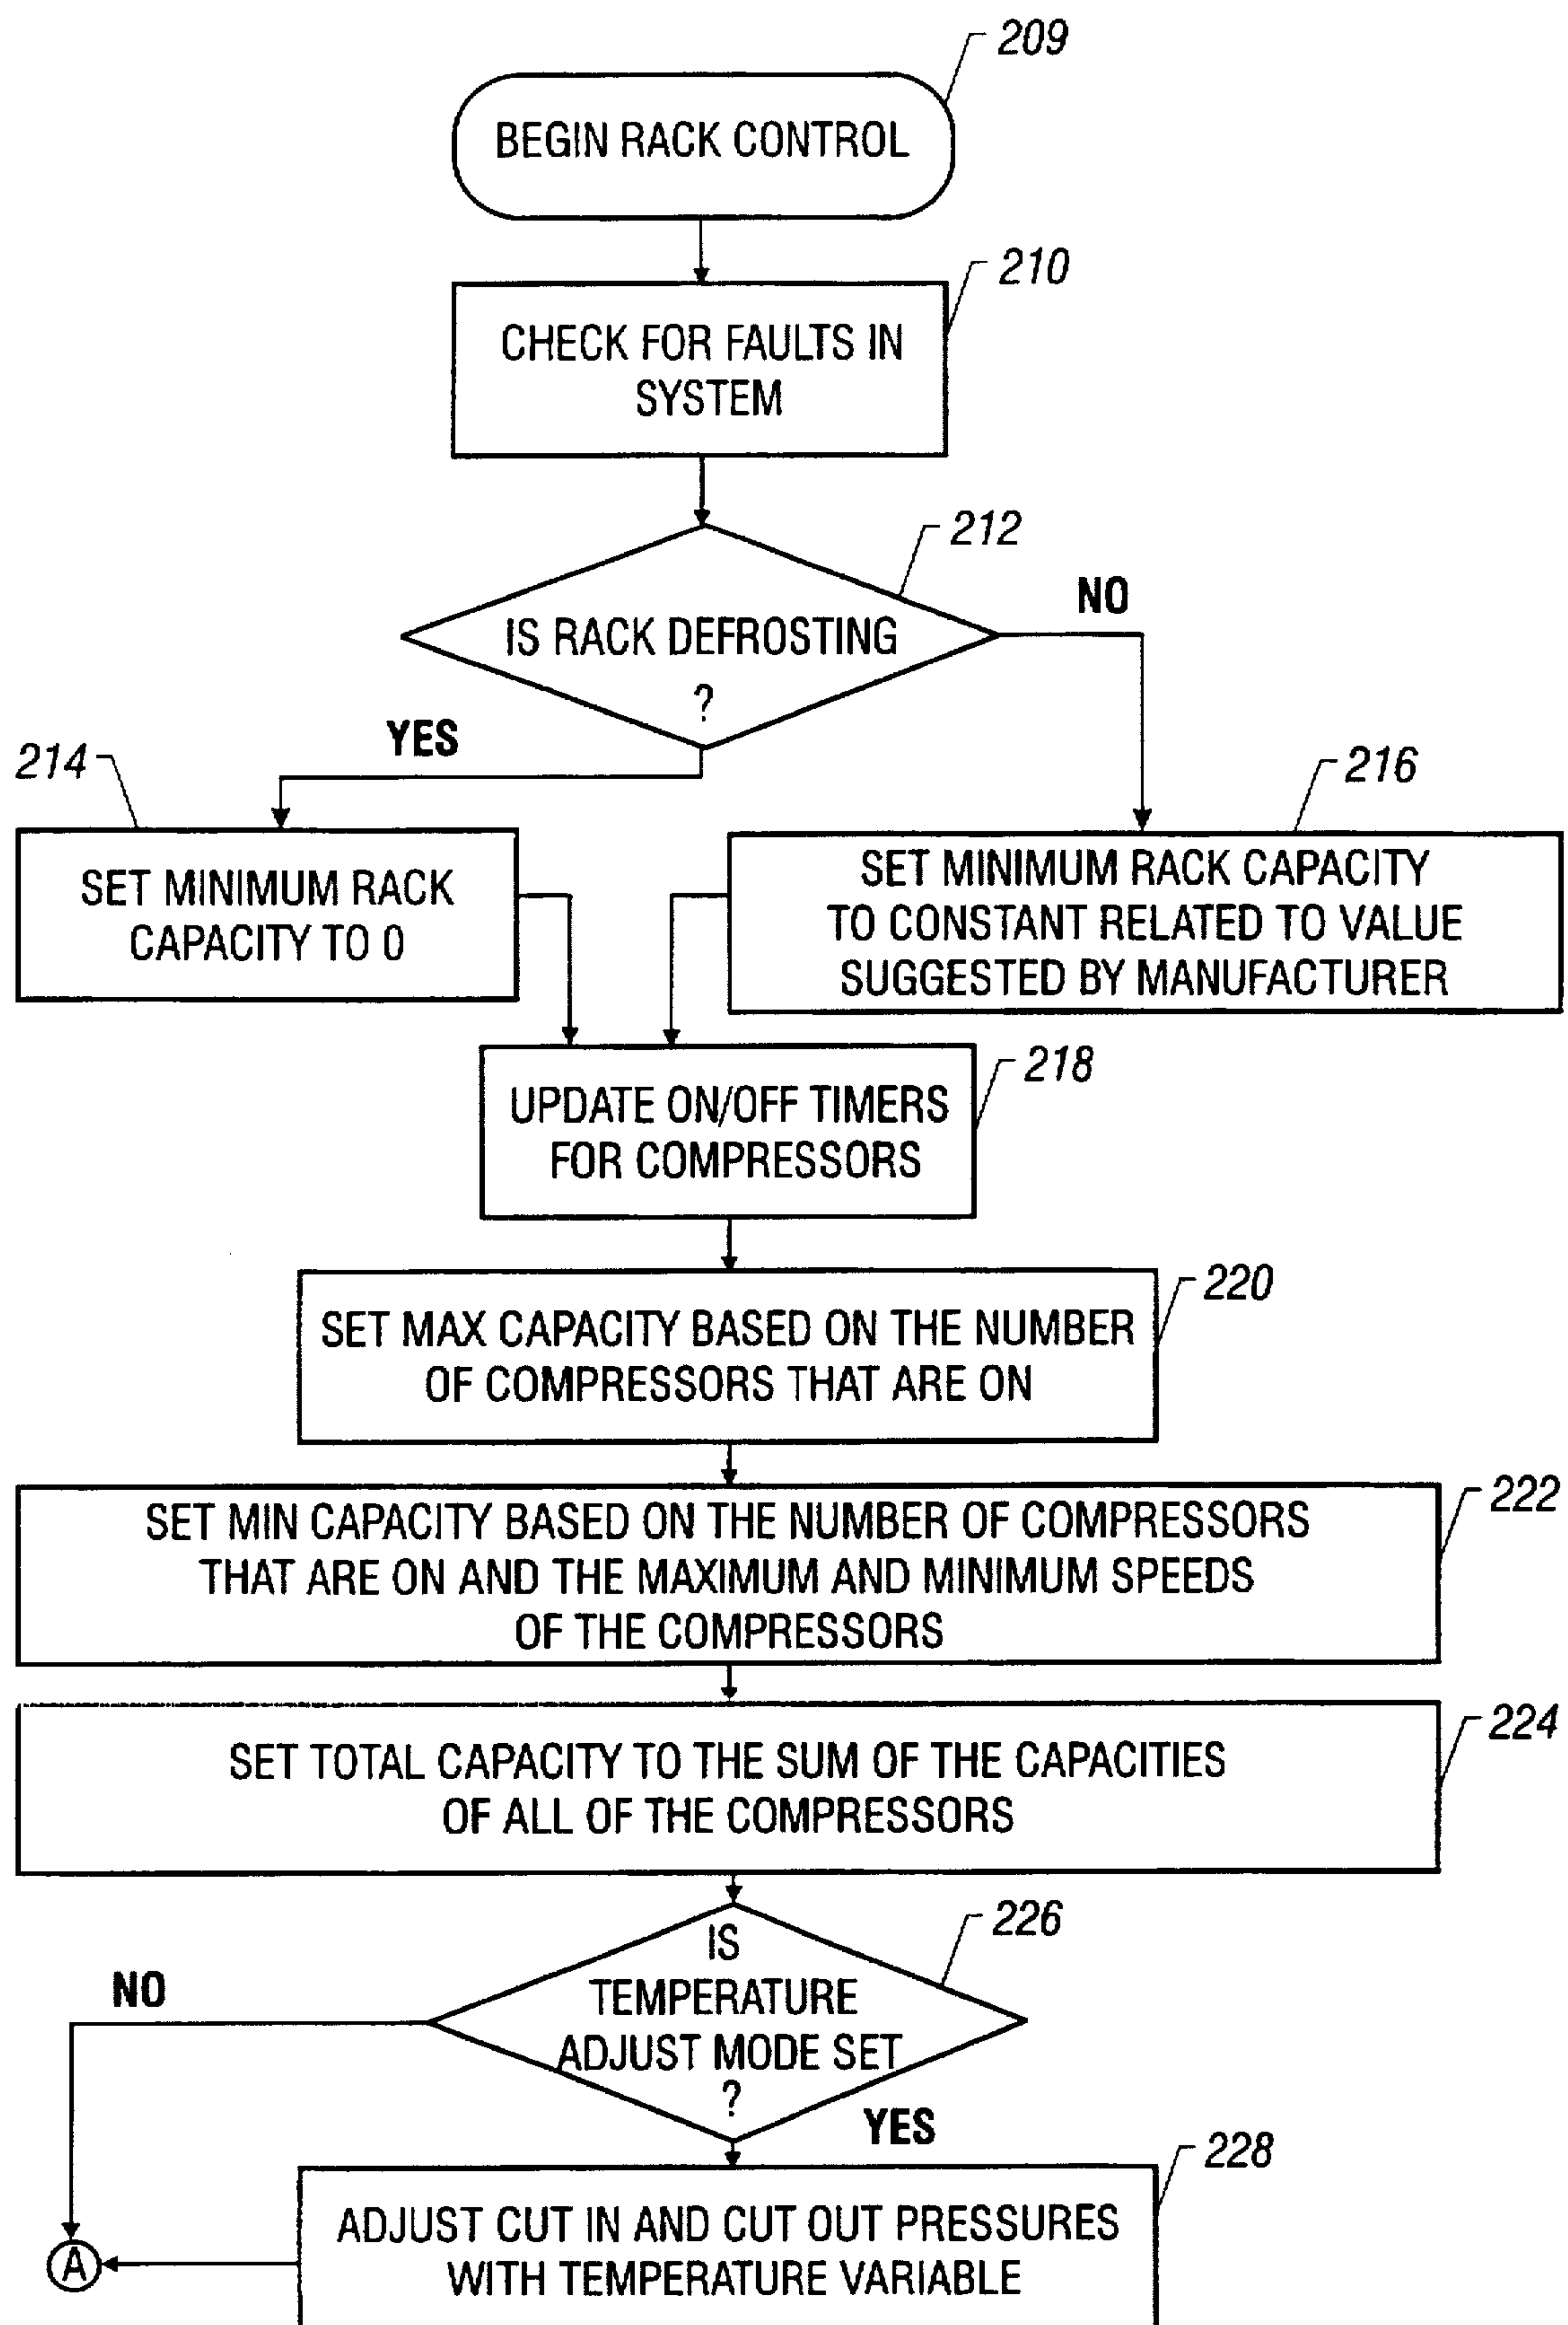 209
BEGIN RACK CONTROL
210
CHECK FOR FAULTS IN
SYSTEM
212
NO
IS RACK DEFROSTING
?
YES
214
216
SET MINIMUM RACK
CAPACITY TO 0
SET MINIMUM RACK CAPACITY
TO CONSTANT RELATED TO VALUE
SUGGESTED BY MANUFACTURER
218
UPDATE ON/OFF TIMERS
FOR COMPRESSORS
220
SET MAX CAPACITY BASED ON THE NUMBER
OF COMPRESSORS THAT ARE ON
222
SET MIN CAPACITY BASED ON THE NUMBER OF COMPRESSORS
THAT ARE ON AND THE MAXIMUM AND MINIMUM SPEEDS
OF THE COMPRESSORS
224
SET TOTAL CAPACITY TO THE SUM OF THE CAPACITIES
OF ALL OF THE COMPRESSORS
226
IS
TEMPERATURE
ADJUST MODE SET
?
NO
YES
228
ADJUST CUT IN AND CUT OUT PRESSURES
WITH TEMPERATURE VARIABLE
A